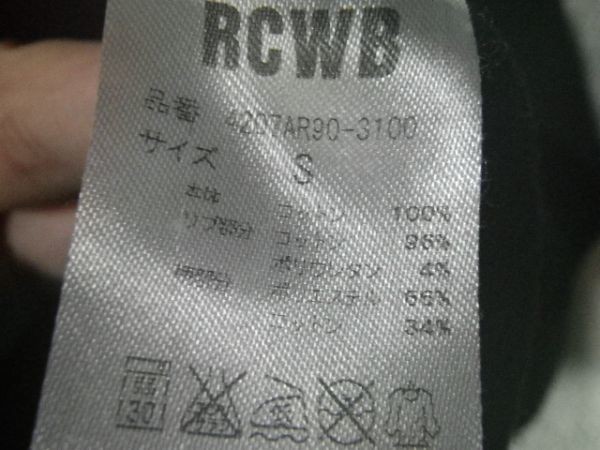 RCWB
品番 4207AR90-3100
サイズ S
本体 コットン 100%
リブ部分 コットン 96%
ポリウレタン 4%
部分 ポリエステル 66%
コットン 34%
30